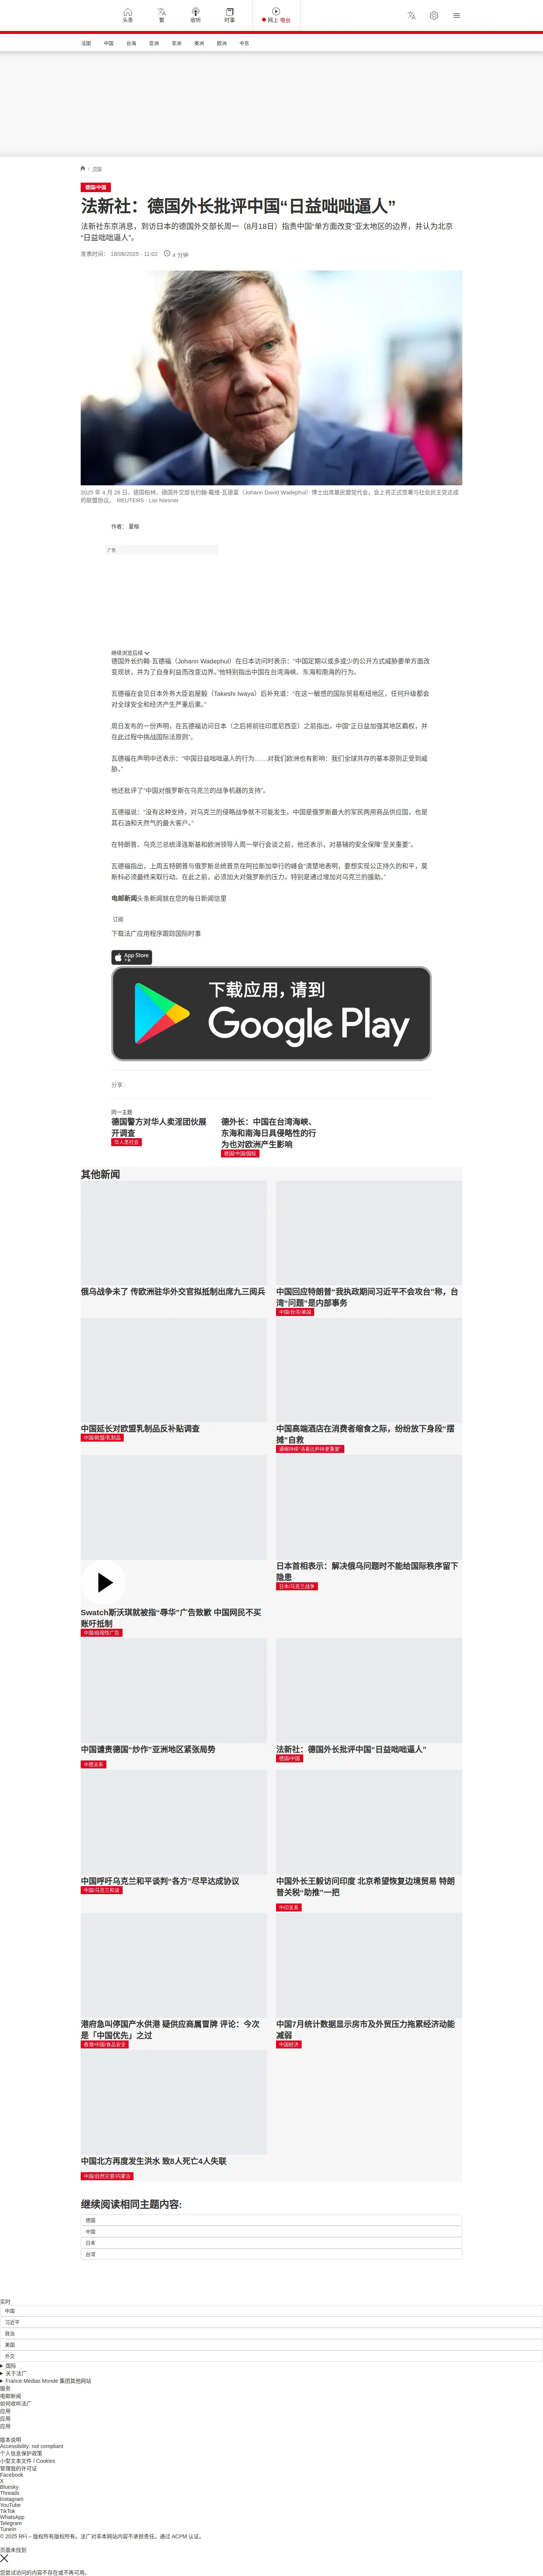 头条
繁
收听
时事
网上 电台
法国
中国
台海
亚洲
非洲
美洲
欧洲
中东
/ 中国
德国/中国
法新社：德国外长批评中国“日益咄咄逼人”
法新社东京消息，到访日本的德国外交部长周一（8月18日）指责中国“单方面改变”亚太地区的边界，并认为北京
“日益咄咄逼人”。
发表时间： 18/08/2025 - 11:02 4 分钟
2025 年 4 月 28 日，德国柏林，德国外交部长约翰·戴维·瓦德富（Johann David Wadephul）博士出席基民盟党代会，会上将正式签署与社会民主党达成
的联盟协议。 REUTERS - Lisi Niesner
作者： 夏榕
广告
继续浏览后续
德国外长约翰·瓦德福（Johann Wadephul）在日本访问时表示：“中国定期以或多或少的公开方式威胁要单方面改
变现状，并为了自身利益而改变边界。”他特别指出中国在台湾海峡、东海和南海的行为。
瓦德福在会见日本外务大臣岩屋毅（Takeshi Iwaya）后补充道：“在这一敏感的国际贸易枢纽地区，任何升级都会
对全球安全和经济产生严重后果。”
周日发布的一份声明，在瓦德福访问日本（之后将前往印度尼西亚）之前指出，中国“正日益加强其地区霸权，并
在此过程中挑战国际法原则”。
瓦德福在声明中还表示：“中国日益咄咄逼人的行为……对我们欧洲也有影响：我们全球共存的基本原则正受到威
胁。”
他还批评了“中国对俄罗斯在乌克兰的战争机器的支持”。
瓦德福说：“没有这种支持，对乌克兰的侵略战争就不可能发生。中国是俄罗斯最大的军民两用商品供应国，也是
其石油和天然气的最大客户。”
在特朗普、乌克兰总统泽连斯基和欧洲领导人周一举行会谈之前，他还表示，对基辅的安全保障“至关重要”。
瓦德福指出，上周五特朗普与俄罗斯总统普京在阿拉斯加举行的峰会“清楚地表明，要想实现公正持久的和平，莫
斯科必须最终采取行动。在此之前，必须加大对俄罗斯的压力，特别是通过增加对乌克兰的援助。”
电邮新闻头条新闻就在您的每日新闻信里
订阅
下载法广应用程序跟踪国际时事
App Store
下载
下载应用，请到
Google Play
分享 :
同一主题
德国警方对华人卖淫团伙展
开调查
华人黑社会
德外长：中国在台湾海峡、
东海和南海日具侵略性的行
为也对欧洲产生影响
德国/中国/国际
其他新闻
俄乌战争未了 传欧洲驻华外交官拟抵制出席九三阅兵
中国回应特朗普“我执政期间习近平不会攻台”称，台
湾“问题”是内部事务
中国/台湾/美国
中国延长对欧盟乳制品反补贴调查
中国/欧盟/乳制品
中国高端酒店在消费者缩食之际，纷纷放下身段“摆
摊”自救
Swatch斯沃琪就被指“辱华”广告致歉 中国网民不买
账吁抵制
中国/歧视性广告
日本首相表示：解决俄乌问题时不能给国际秩序留下
隐患
日本/乌克兰战争
中国谴责德国“炒作”亚洲地区紧张局势
中德关系
法新社：德国外长批评中国“日益咄咄逼人”
德国/中国
中国呼吁乌克兰和平谈判“各方”尽早达成协议
中国/乌克兰和谈
中国外长王毅访问印度 北京希望恢复边境贸易 特朗
普关税“助推”一把
中印关系
港府急叫停国产水供港 疑供应商属冒牌 评论：今次
是「中国优先」之过
香港/中国/食品安全
中国7月统计数据显示房市及外贸压力拖累经济动能
减弱
中国经济
中国北方再度发生洪水 致8人死亡4人失联
中国/自然灾害/内蒙古
继续阅读相同主题内容:
德国
中国
日本
台湾
实时
中国
习近平
政治
美国
外交
国际
关于法广
France Médias Monde 集团其他网站
服务
电邮新闻
如何收听法广
应用
应用
应用
版本说明
Accessibility: not compliant
个人信息保护政策
小型文本文件 / Cookies
管理我的许可证
Facebook
X
Bluesky
Threads
Instagram
YouTube
TikTok
WhatsApp
Telegram
TuneIn
© 2025 RFI – 版权所有版权所有。法广对非本网站内容不承担责任。通过 ACPM 认证。
页面未找到
您尝试访问的内容不存在或不再可用。